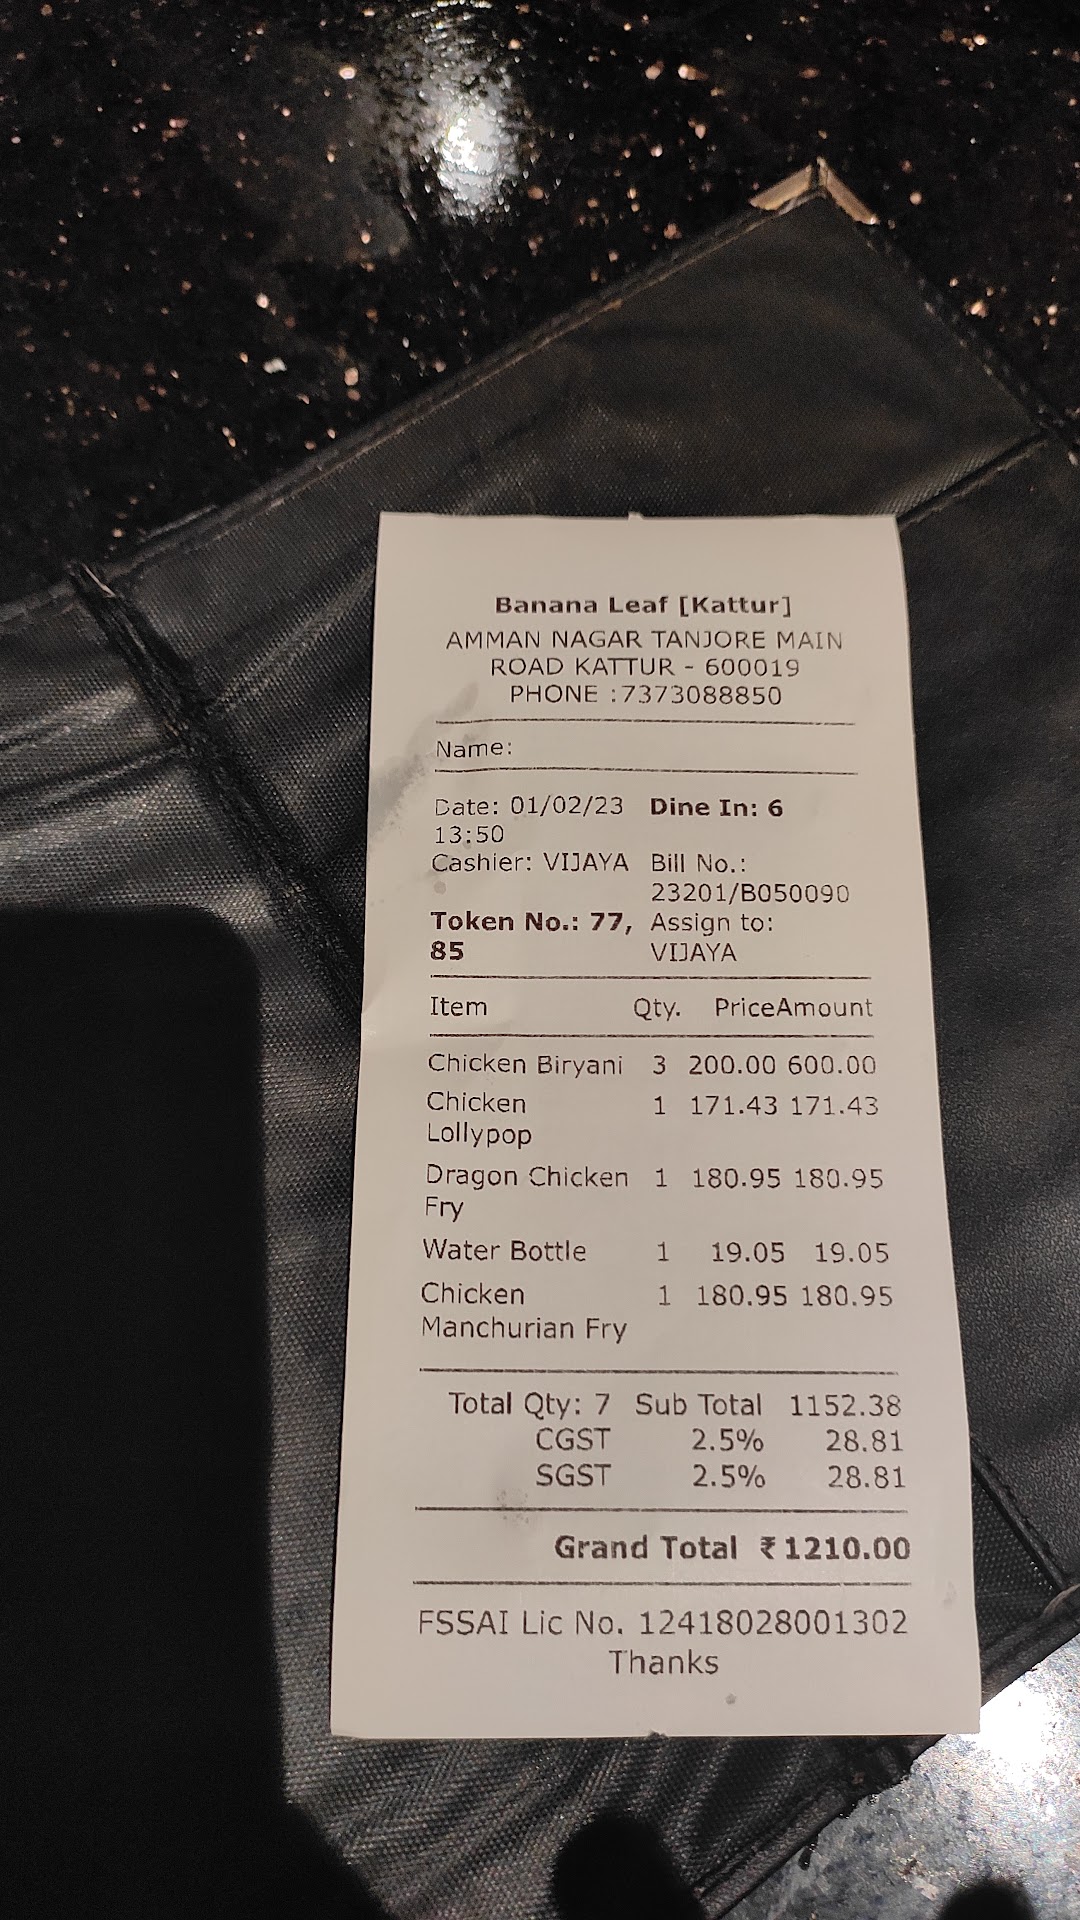 Banana Leaf [Kattur]
AMMAN NAGAR TANJORE MAIN
ROAD KATTUR - 600019
PHONE :7373088850
Name:
Date: 01/02/23 Dine In: 6
13:50
Cashier: VIJAYA Bill No.:
23201/B050090
Token No.: 77, Assign to:
85 VIJAYA
Item Qty. PriceAmount
Chicken Biryani 3 200.00 600.00
Chicken 1 171.43 171.43
Lollypop
Dragon Chicken 1 180.95 180.95
Fry
Water Bottle 1 19.05 19.05
Chicken 1 180.95 180.95
Manchurian Fry
Total Qty: 7 Sub Total 1152.38
CGST 2.5% 28.81
SGST 2.5% 28.81
Grand Total ₹1210.00
FSSAI Lic No. 12418028001302
Thanks